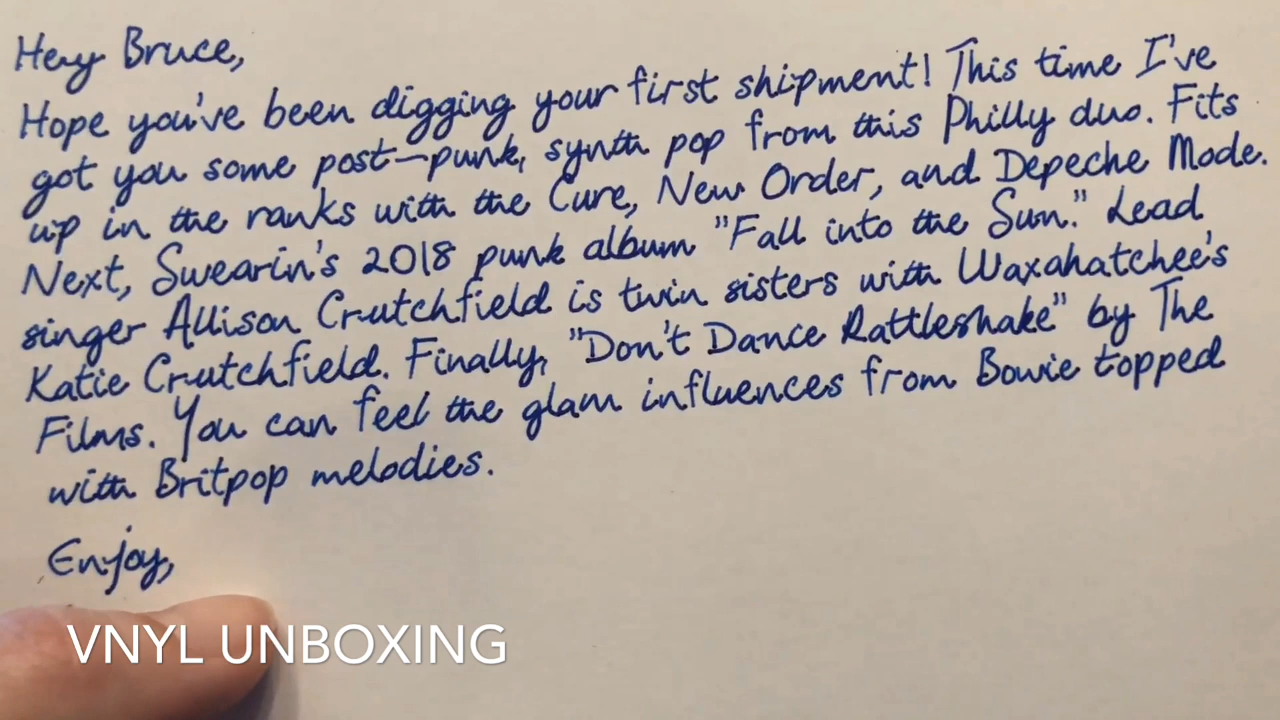 Hey Bruce,
Hope you've been digging your first shipment! This time I've
got you some post-punk, synth pop from this Philly duo. Fits
up in the ranks with the Cure, New Order, and Depeche Mode.
Next, Swearin's 2018 punk album "Fall into the Sun." Lead
singer Allison Crutchfield is twin sisters with Waxahatchee's
Katie Crutchfield. Finally, "Don't Dance Rattleshake" by The
Films. You can feel the glam influences from Bowie topped
with Britpop melodies.
Enjoy,
VNYL UNBOXING